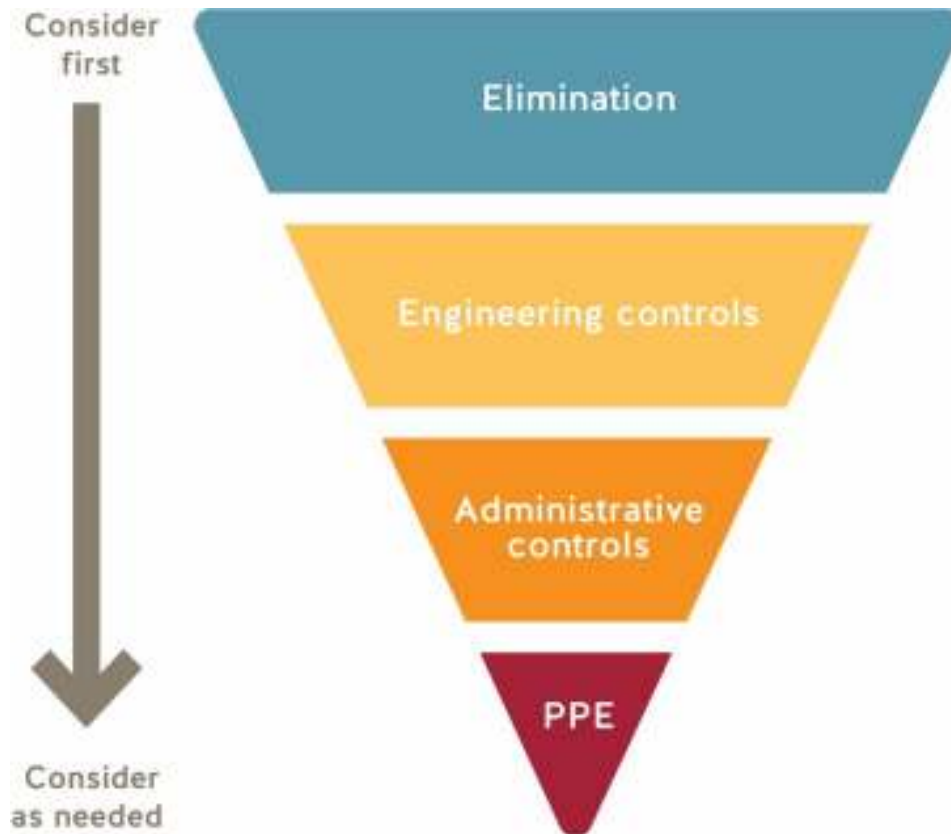 Consider
first
Elimination
Engineering controls
Administrative
controls
PPE
Consider
as needed